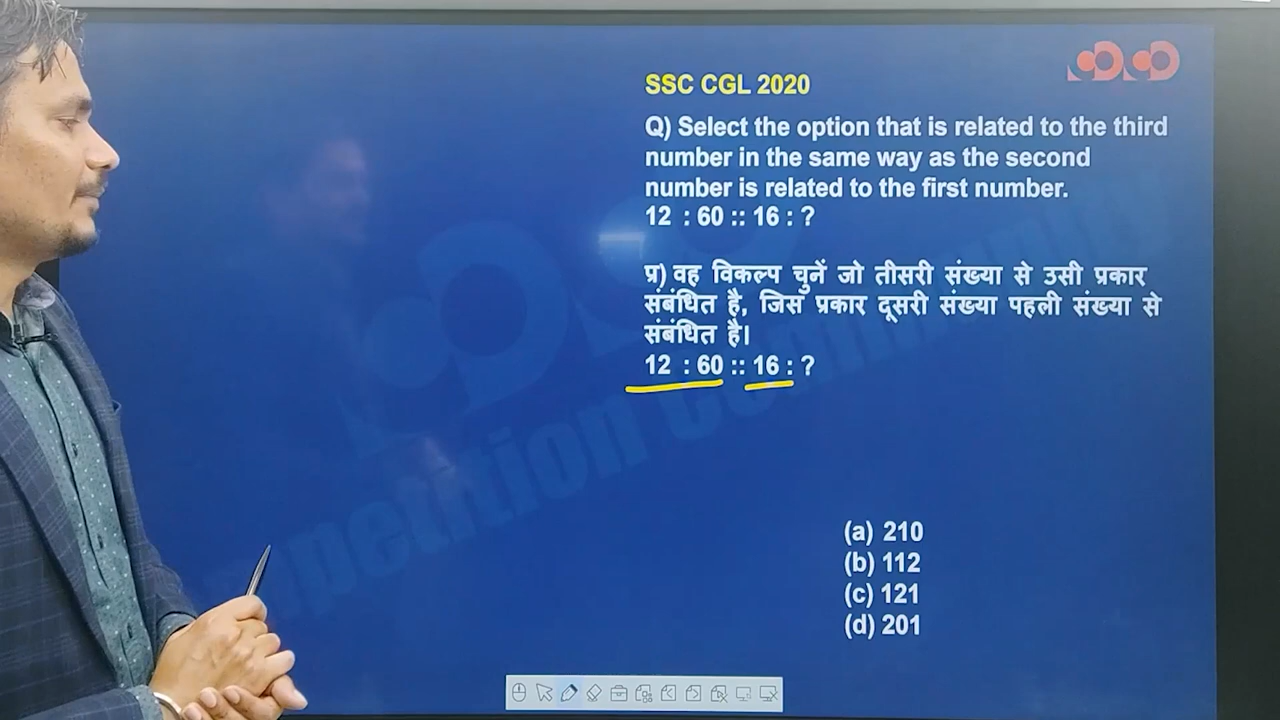 SSC CGL 2020
Q) Select the option that is related to the third
number in the same way as the second
number is related to the first number.
12 : 60 :: 16 : ?
प्र) वह विकल्प चुनें जो तीसरी संख्या से उसी प्रकार
संबंधित है, जिस प्रकार दूसरी संख्या पहली संख्या से
संबंधित है।
12 : 60 :: 16 : ?
(a) 210
(b) 112
(c) 121
(d) 201